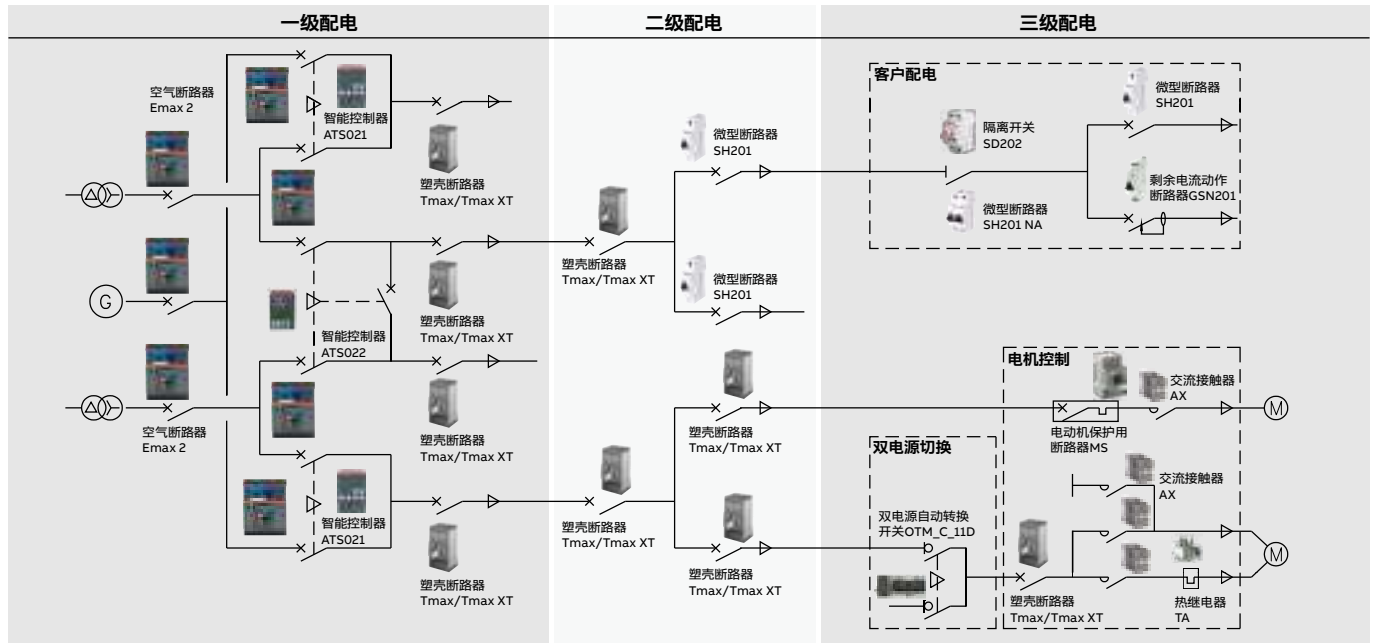 一级配电
二级配电
三级配电
空气断路器
Emax 2
智能控制器
ATS021
塑壳断路器
Tmax/Tmax XT
G
塑壳断路器
Tmax/Tmax XT
智能控制器
ATS022
空气断路器
Emax 2
塑壳断路器
Tmax/Tmax XT
智能控制器
ATS021
塑壳断路器
Tmax/Tmax XT
微型断路器
SH201
塑壳断路器
Tmax/Tmax XT
微型断路器
SH201
塑壳断路器
Tmax/Tmax XT
塑壳断路器
Tmax/Tmax XT
塑壳断路器
Tmax/Tmax XT
客户配电
微型断路器
SH201
隔离开关
SD202
剩余电流动作
断路器GSN201
微型断路器
SH201 NA
电机控制
交流接触器
AX
M
电动机保护用
断路器MS
双电源切换
交流接触器
AX
双电源自动转换
开关OTM_C_11D
M
塑壳断路器
Tmax/Tmax XT
热继电器
TA